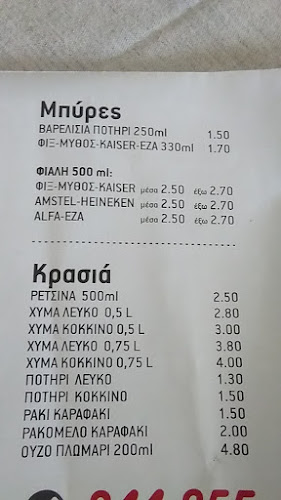 Μπύρες
ΒΑΡΕΛΙΣΙΑ ΠΟΤΗΡΙ 250ml 1.50
ΦΙΞ-ΜΥΘΟΣ-KAISER-EZA 330ml 1.70
ΦΙΑΛΗ 500 ml:
ΦΙΞ-ΜΥΘΟΣ-KAISER μέσα 2.50 έξω 2.70
AMSTEL-HEINEKEN μέσα 2.50 έξω 2.70
ALFA-EZA μέσα 2.50 έξω 2.70
Κρασιά
ΡΕΤΣΙΝΑ 500ml 2.50
ΧΥΜΑ ΛΕΥΚΟ 0,5 L 2.80
ΧΥΜΑ ΚΟΚΚΙΝΟ 0,5 L 3.00
ΧΥΜΑ ΛΕΥΚΟ 0,75 L 3.80
ΧΥΜΑ ΚΟΚΚΙΝΟ 0,75 L 4.00
ΠΟΤΗΡΙ ΛΕΥΚΟ 1.30
ΠΟΤΗΡΙ ΚΟΚΚΙΝΟ 1.50
ΡΑΚΙ ΚΑΡΑΦΑΚΙ 1.50
ΡΑΚΟΜΕΛΟ ΚΑΡΑΦΑΚΙ 2.00
ΟΥΖΟ ΠΛΩΜΑΡΙ 200ml 4.80